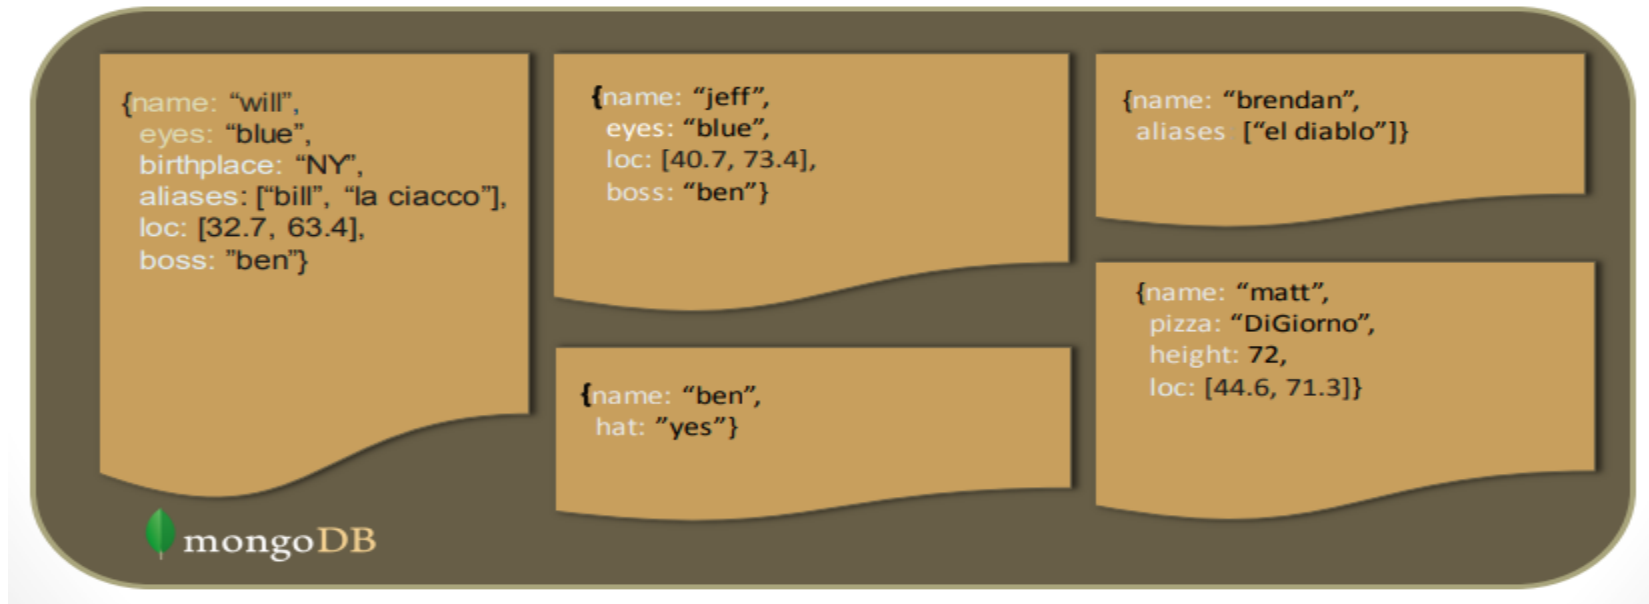 {name: “will”,
eyes: “blue”,
birthplace: “NY”,
aliases: [“bill”, “la ciacco”],
loc: [32.7, 63.4],
boss: ”ben”}
{name: “jeff”,
eyes: “blue”,
loc: [40.7, 73.4],
boss: “ben”}
{name: “ben”,
hat: ”yes”}
{name: “brendan”,
aliases [“el diablo”]}
{name: “matt”,
pizza: “DiGiorno”,
height: 72,
loc: [44.6, 71.3]}
mongoDB